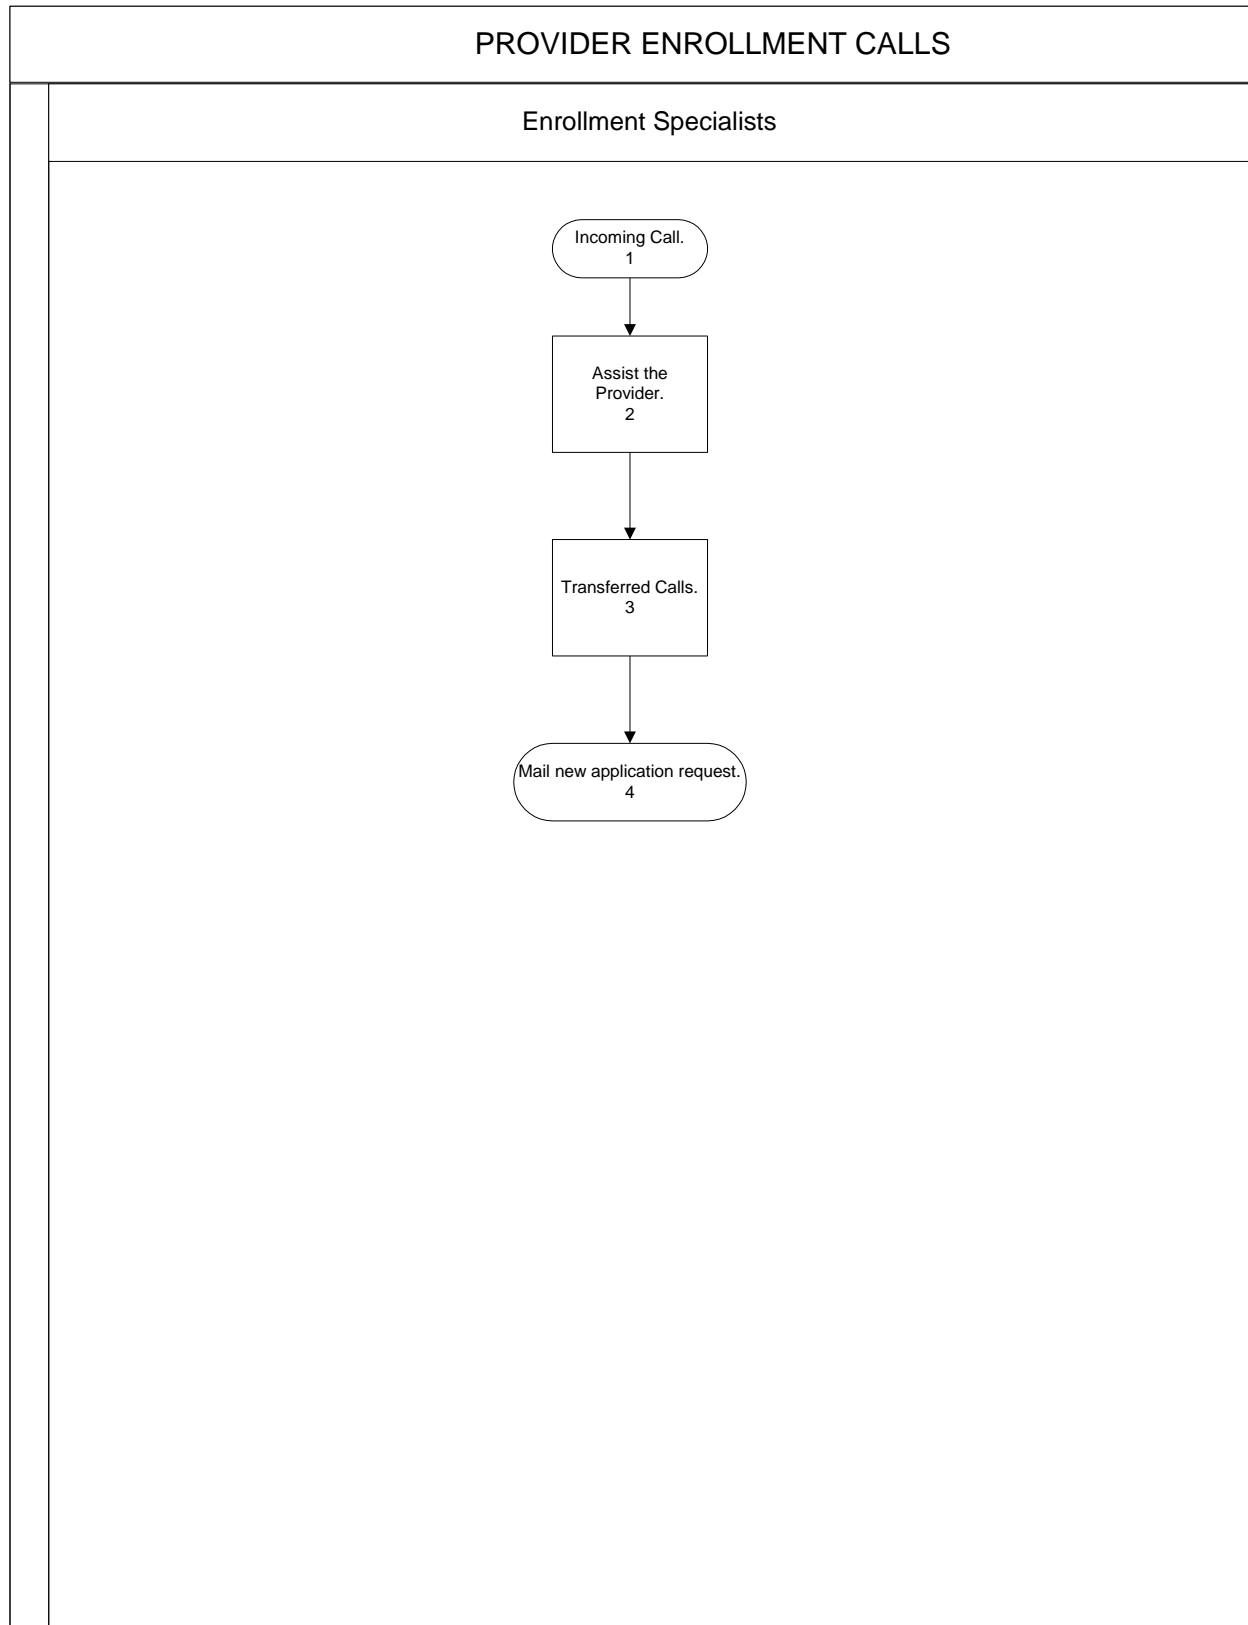 PROVIDER ENROLLMENT CALLS
Enrollment Specialists
Incoming Call.
1
Assist the
Provider.
2
Transferred Calls.
3
Mail new application request.
4